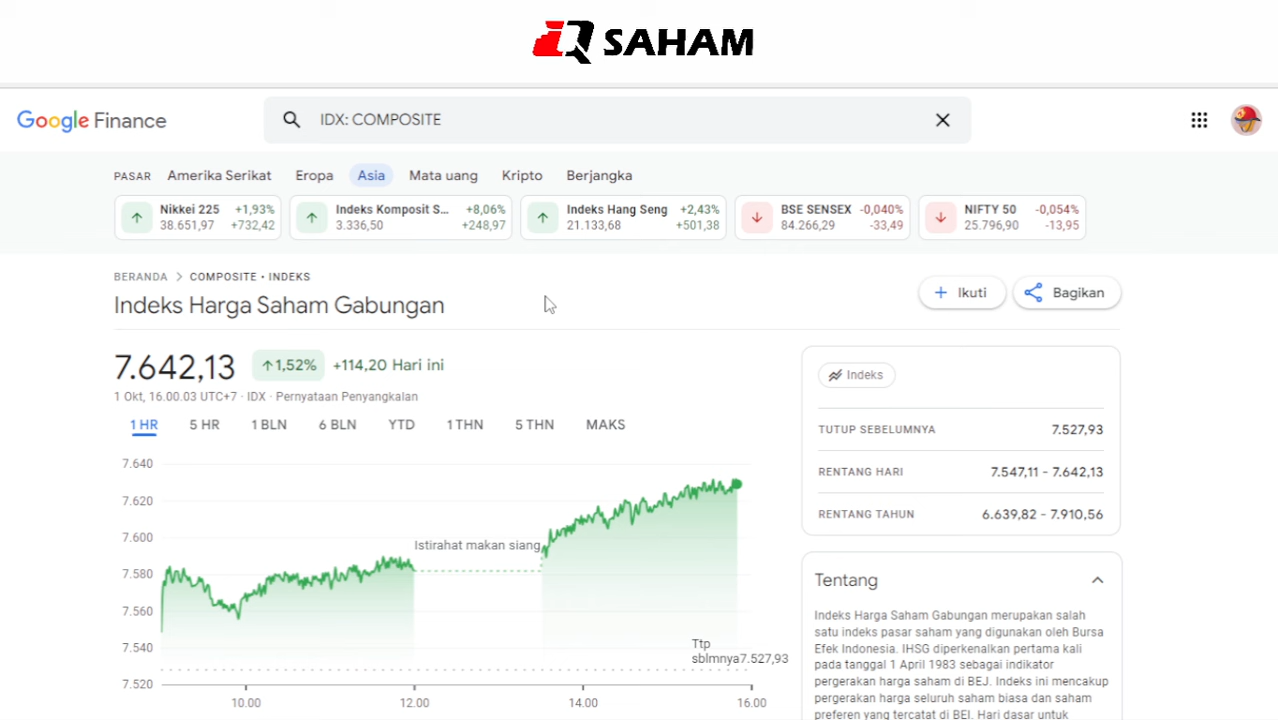 iQ SAHAM
Google Finance
IDX: COMPOSITE
PASAR Amerika Serikat Eropa Asia Mata uang Kripto Berjangka
Nikkei 225 +1,93%
38.651,97 +732,42
Indeks Komposit S... +8,06%
3.336,50 +248,97
Indeks Hang Seng +2,43%
21.133,68 +501,38
BSE SENSEX -0,040%
84.266,29 -33,49
NIFTY 50 -0,054%
25.796,90 -13,95
BERANDA > COMPOSITE • INDEKS
Indeks Harga Saham Gabungan
+ Ikuti
Bagikan
7.642,13 ↑1,52% +114,20 Hari ini
1 Okt, 16.00.03 UTC+7 · IDX · Pernyataan Penyangkalan
1 HR 5 HR 1 BLN 6 BLN YTD 1 THN 5 THN MAKS
7.640
7.620
7.600
7.580
7.560
7.540
7.520
Istirahat makan siang
Ttp
sblmnya7.527,93
10.00 12.00 14.00 16.00
Indeks
TUTUP SEBELUMNYA 7.527,93
RENTANG HARI 7.547,11 - 7.642,13
RENTANG TAHUN 6.639,82 - 7.910,56
Tentang
Indeks Harga Saham Gabungan merupakan salah
satu indeks pasar saham yang digunakan oleh Bursa
Efek Indonesia. IHSG diperkenalkan pertama kali
pada tanggal 1 April 1983 sebagai indikator
pergerakan harga saham di BEJ. Indeks ini mencakup
pergerakan harga seluruh saham biasa dan saham
preferen yang tercatat di BEI. Hari dasar untuk